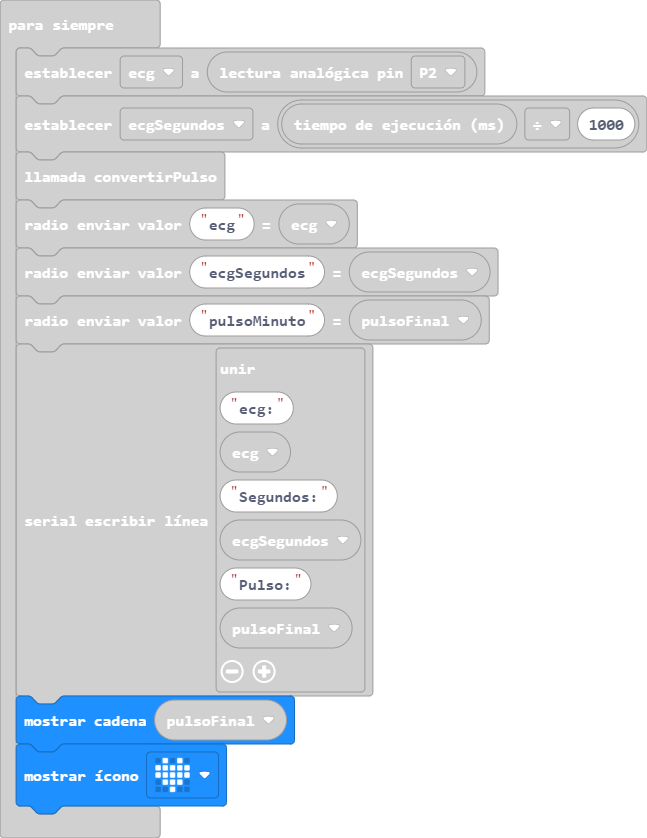 para siempre
establecer ecg a lectura analógica pin P2
establecer ecgSegundos a tiempo de ejecución (ms) ÷ 1000
llamada convertirPulso
radio enviar valor "ecg" = ecg
radio enviar valor "ecgSegundos" = ecgSegundos
radio enviar valor "pulsoMinuto" = pulsoFinal
serial escribir línea
unir
"ecg:"
ecg
"Segundos:"
ecgSegundos
"Pulso:"
pulsoFinal
mostrar cadena pulsoFinal
mostrar ícono